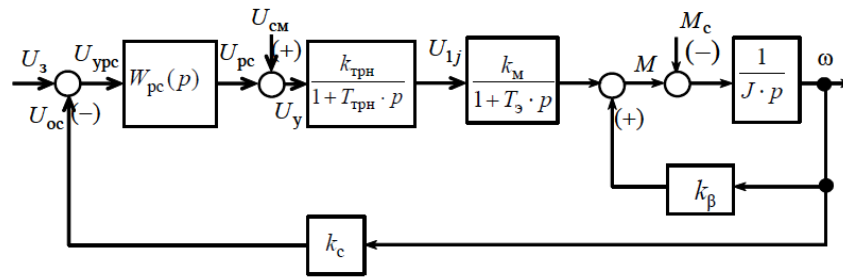 U_з
U_урс
W_рс(p)
U_рс
U_см
(+)
U_у
k_трн
1 + T_трн · p
U_1j
k_м
1 + T_э · p
M
M_с
(−)
1
J · p
ω
U_ос
(−)
(+)
k_β
k_с